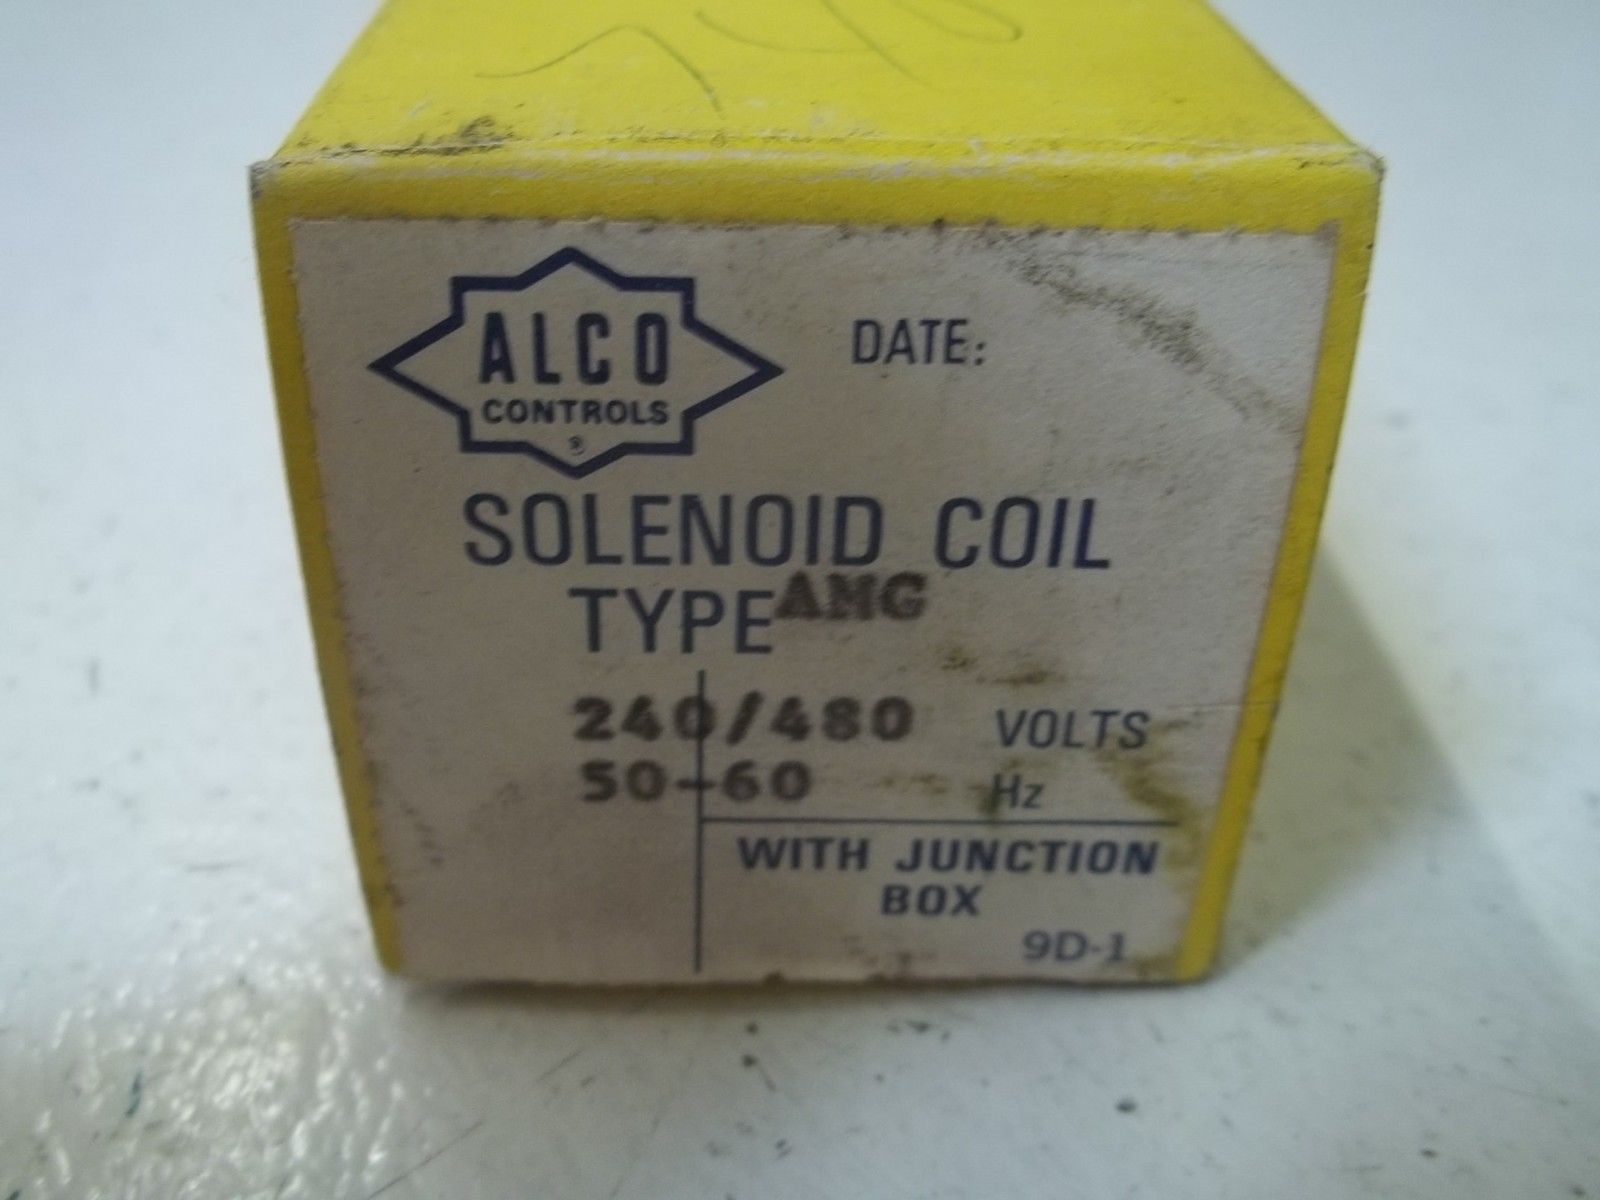 ALCO
CONTROLS
®
DATE:
SOLENOID COIL
TYPE AMG
240/480 VOLTS
50-60 Hz
WITH JUNCTION
BOX
9D-1